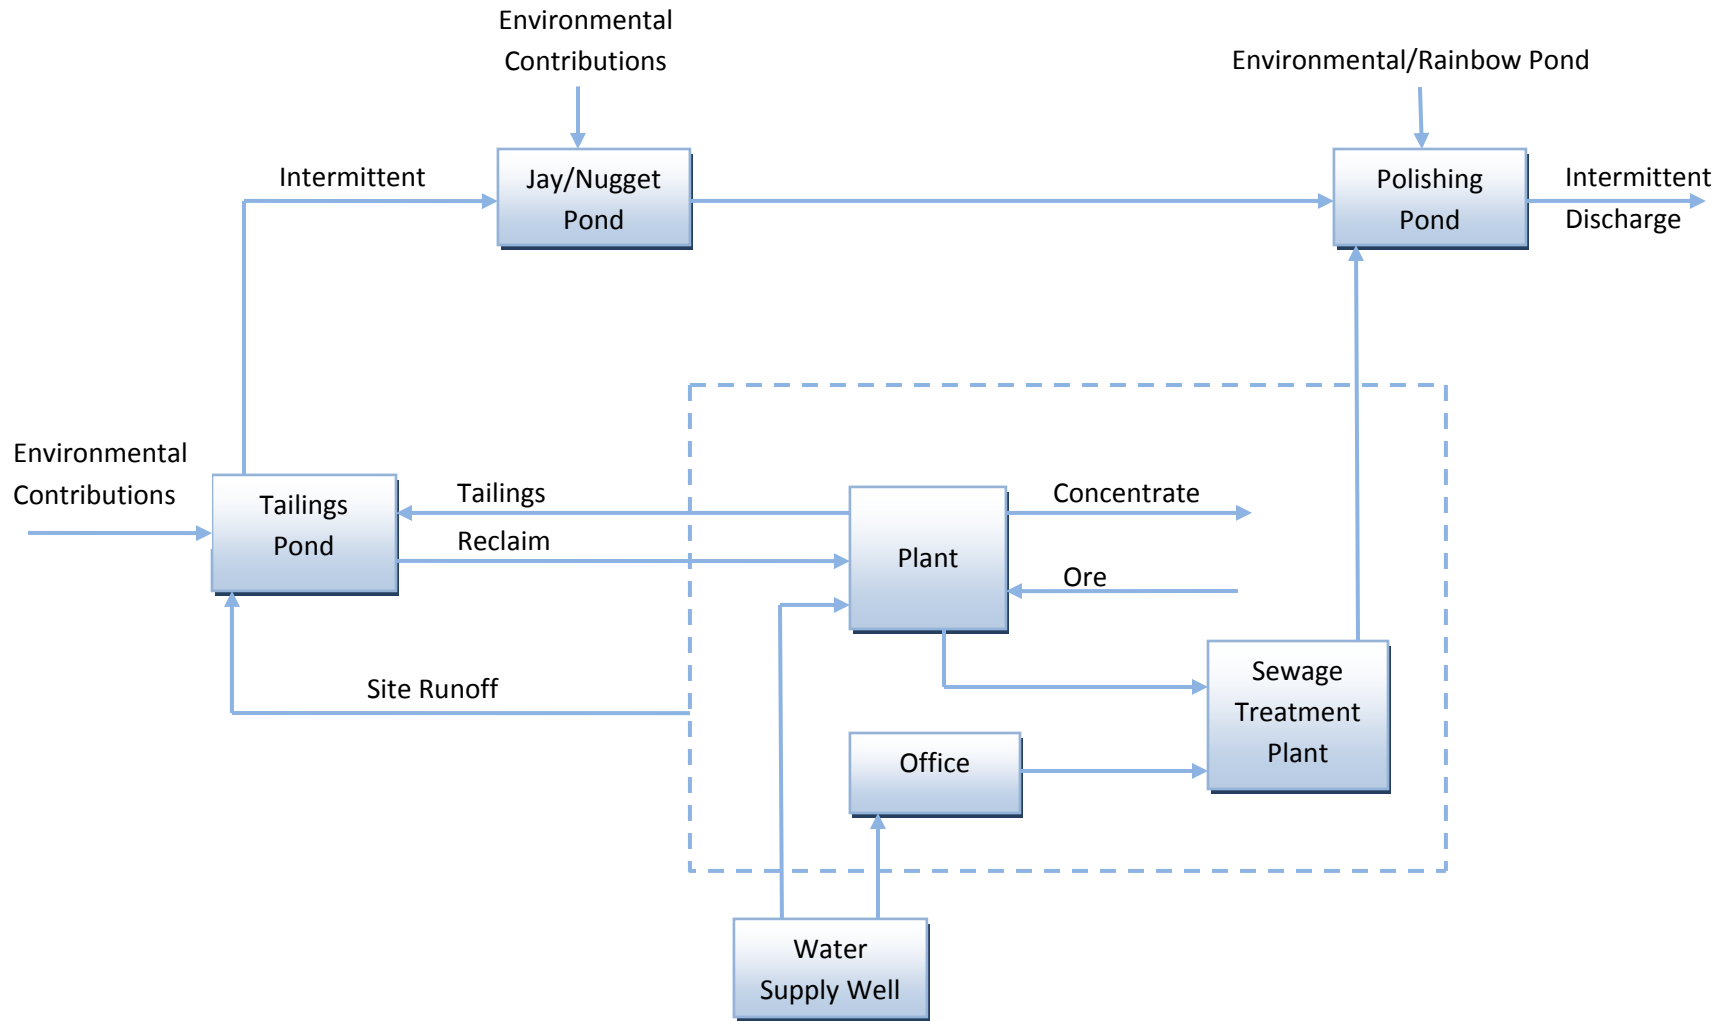 Environmental
Contributions
Environmental/Rainbow Pond
Intermittent
Jay/Nugget
Pond
Polishing
Pond
Intermittent
Discharge
Environmental
Contributions
Tailings
Pond
Tailings
Reclaim
Plant
Concentrate
Ore
Site Runoff
Sewage
Treatment
Plant
Office
Water
Supply Well